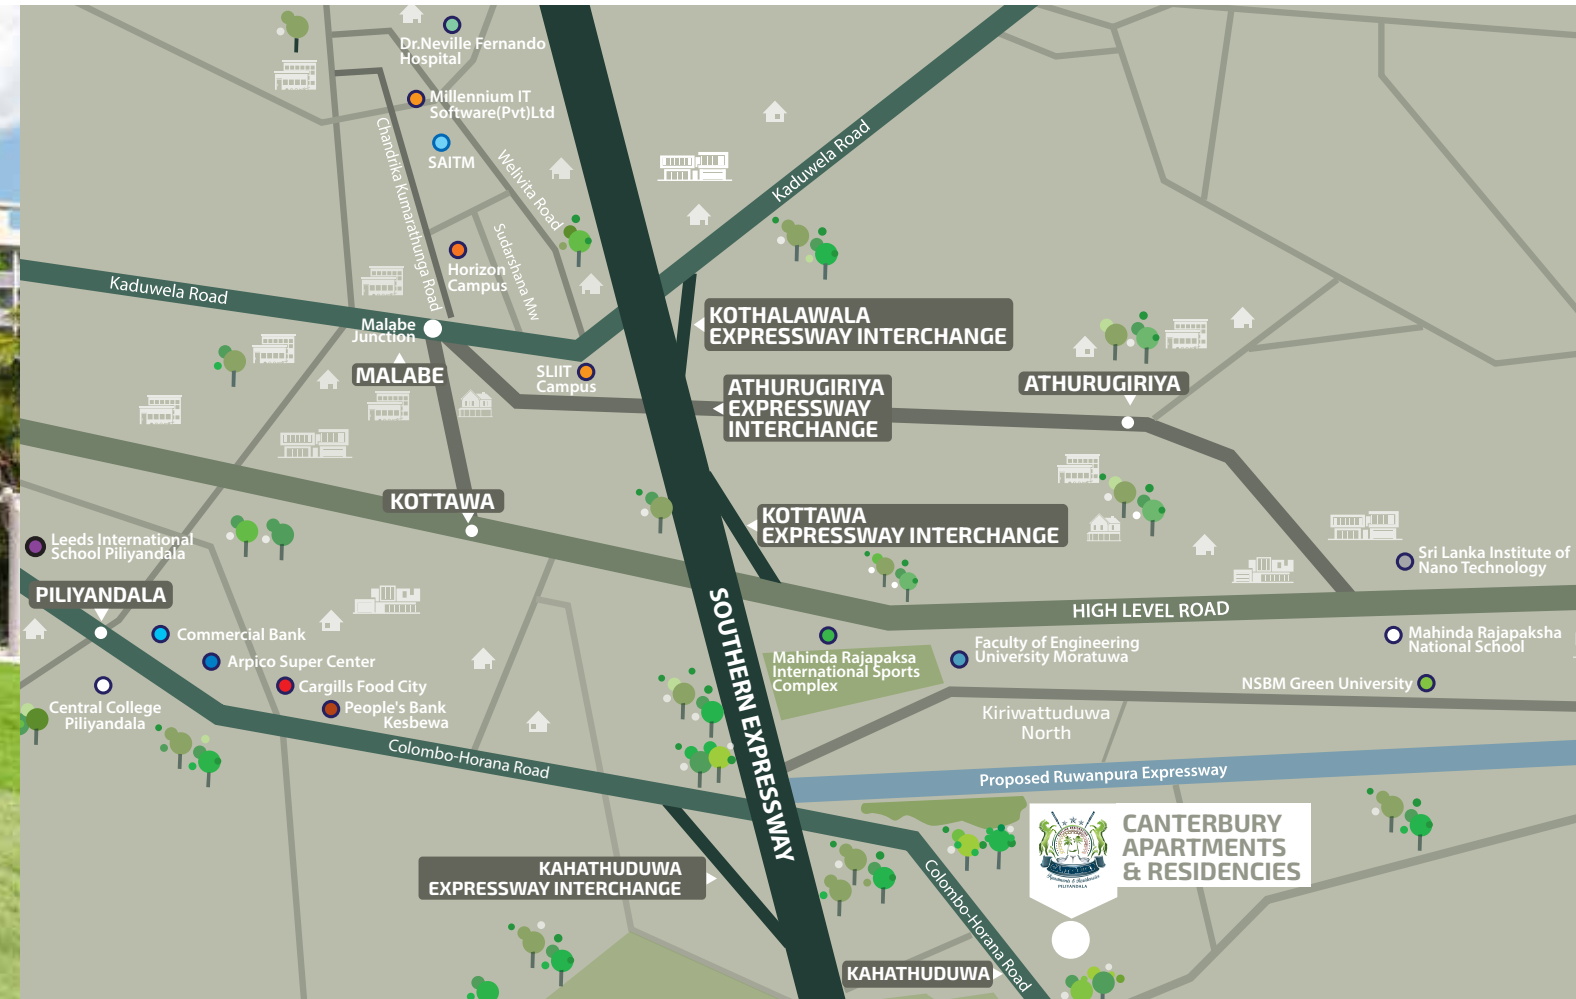 Dr.Neville Fernando
Hospital
Millennium IT
Software(Pvt)Ltd
SAITM
Chandrika Kumarathunga Road
Welivita Road
Sudarshana Mw
Horizon
Campus
Kaduwela Road
Kaduwela Road
Malabe
Junction
MALABE
SLIIT
Campus
KOTHALAWALA
EXPRESSWAY INTERCHANGE
ATHURUGIRIYA
EXPRESSWAY
INTERCHANGE
ATHURUGIRIYA
KOTTAWA
KOTTAWA
EXPRESSWAY INTERCHANGE
Leeds International
School Piliyandala
PILIYANDALA
Commercial Bank
Arpico Super Center
Cargills Food City
People's Bank
Kesbewa
Central College
Piliyandala
Colombo-Horana Road
SOUTHERN EXPRESSWAY
HIGH LEVEL ROAD
Sri Lanka Institute of
Nano Technology
Mahinda Rajapaksha
National School
NSBM Green University
Mahinda Rajapaksa
International Sports
Complex
Faculty of Engineering
University Moratuwa
Kiriwattuduwa
North
Proposed Ruwanpura Expressway
CANTERBURY
APARTMENTS
& RESIDENCIES
CANTERBURY
Apartments & Residencies
PILIYANDALA
KAHATHUDUWA
EXPRESSWAY INTERCHANGE
Colombo-Horana Road
KAHATHUDUWA